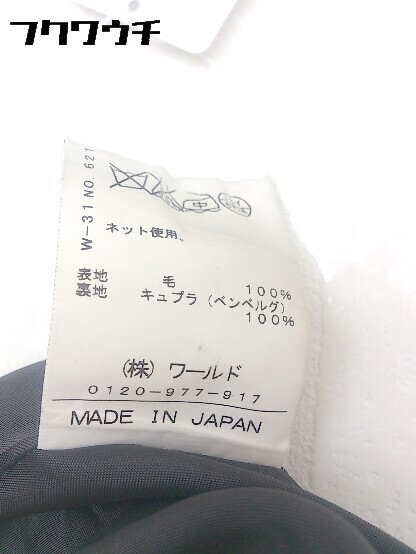 フクワウチ
W-31 NO. 621
中
ネット使用。
表地 毛 100%
裏地 キュプラ(ベンベルグ)
100%
(株)ワールド
0120-977-917
MADE IN JAPAN